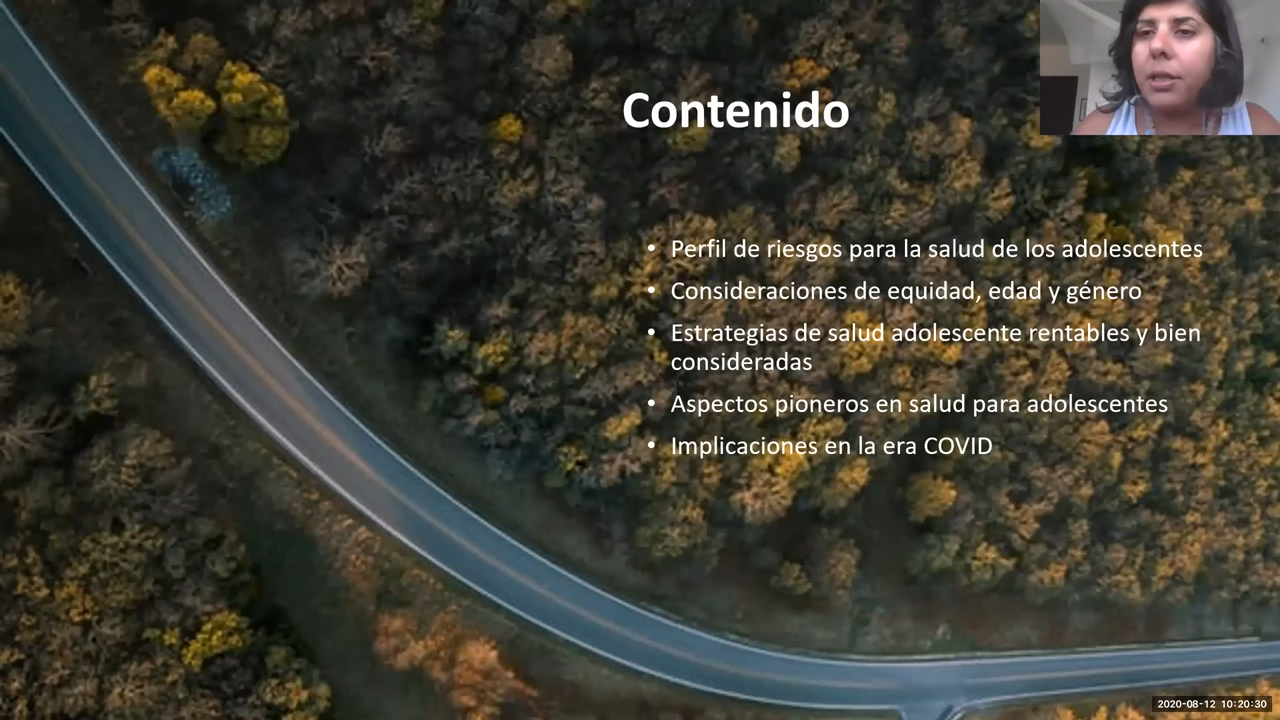 Contenido
• Perfil de riesgos para la salud de los adolescentes
• Consideraciones de equidad, edad y género
• Estrategias de salud adolescente rentables y bien
consideradas
• Aspectos pioneros en salud para adolescentes
• Implicaciones en la era COVID
2020-08-12 10:20:30